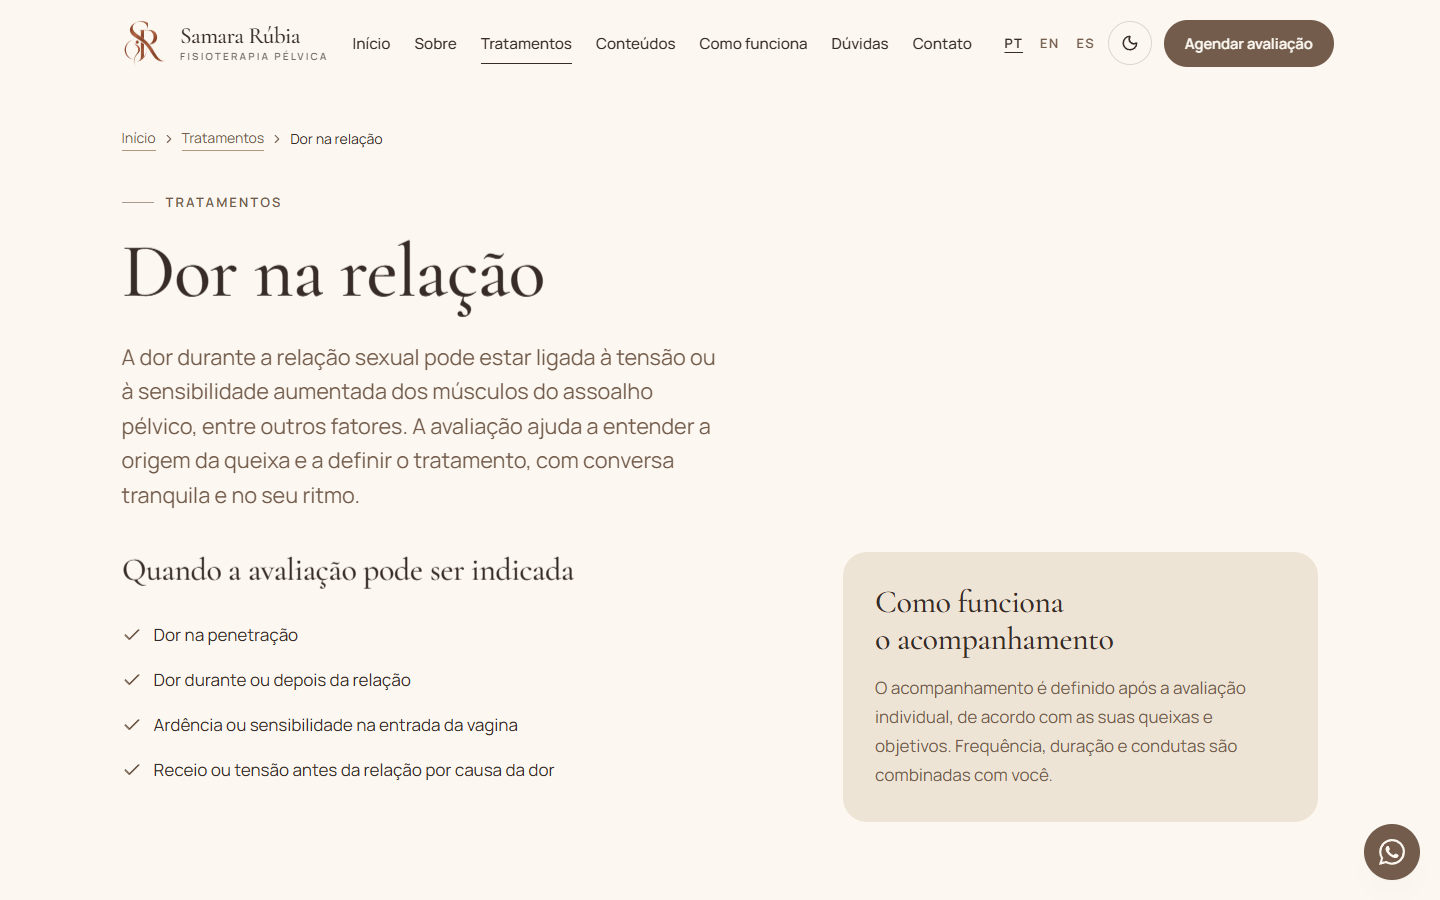 Samara Rúbia
FISIOTERAPIA PÉLVICA
Início
Sobre
Tratamentos
Conteúdos
Como funciona
Dúvidas
Contato
PT
EN
ES
Agendar avaliação
Início > Tratamentos > Dor na relação
TRATAMENTOS
Dor na relação
A dor durante a relação sexual pode estar ligada à tensão ou
à sensibilidade aumentada dos músculos do assoalho
pélvico, entre outros fatores. A avaliação ajuda a entender a
origem da queixa e a definir o tratamento, com conversa
tranquila e no seu ritmo.
Quando a avaliação pode ser indicada
Dor na penetração
Dor durante ou depois da relação
Ardência ou sensibilidade na entrada da vagina
Receio ou tensão antes da relação por causa da dor
Como funciona
o acompanhamento
O acompanhamento é definido após a avaliação
individual, de acordo com as suas queixas e
objetivos. Frequência, duração e condutas são
combinadas com você.